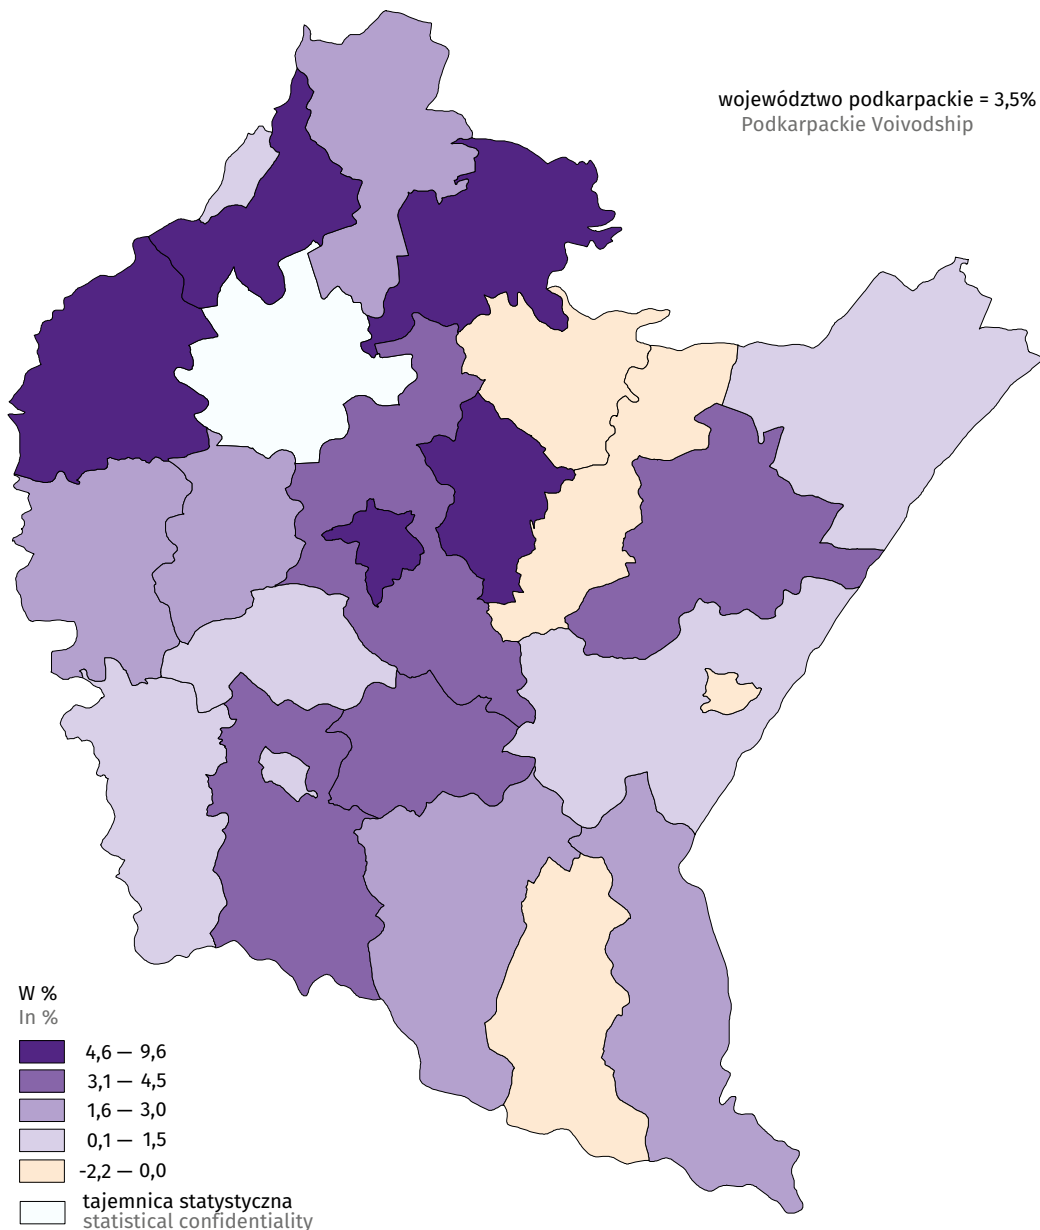 województwo podkarpackie = 3,5%
Podkarpackie Voivodship
W %
In %
4,6 — 9,6
3,1 — 4,5
1,6 — 3,0
0,1 — 1,5
-2,2 — 0,0
tajemnica statystyczna
statistical confidentiality